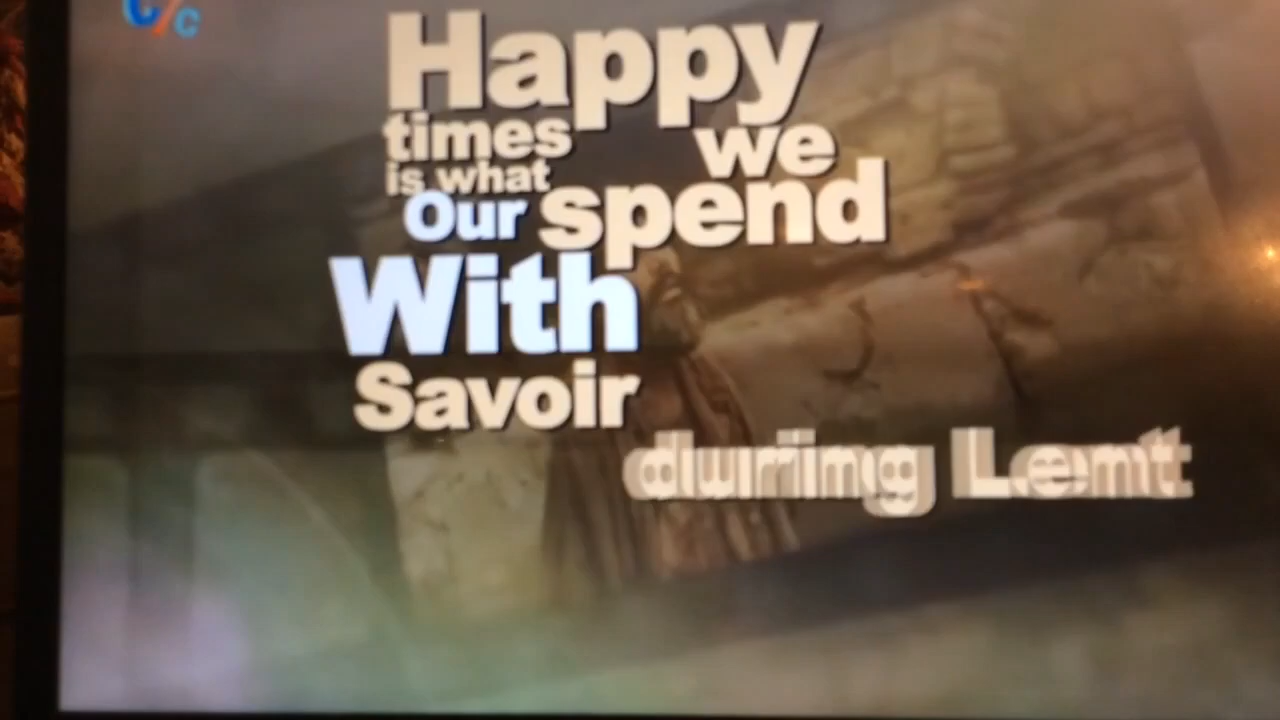 C/C
Happy
times we
is what
Our spend
With
Savoir
during Lent